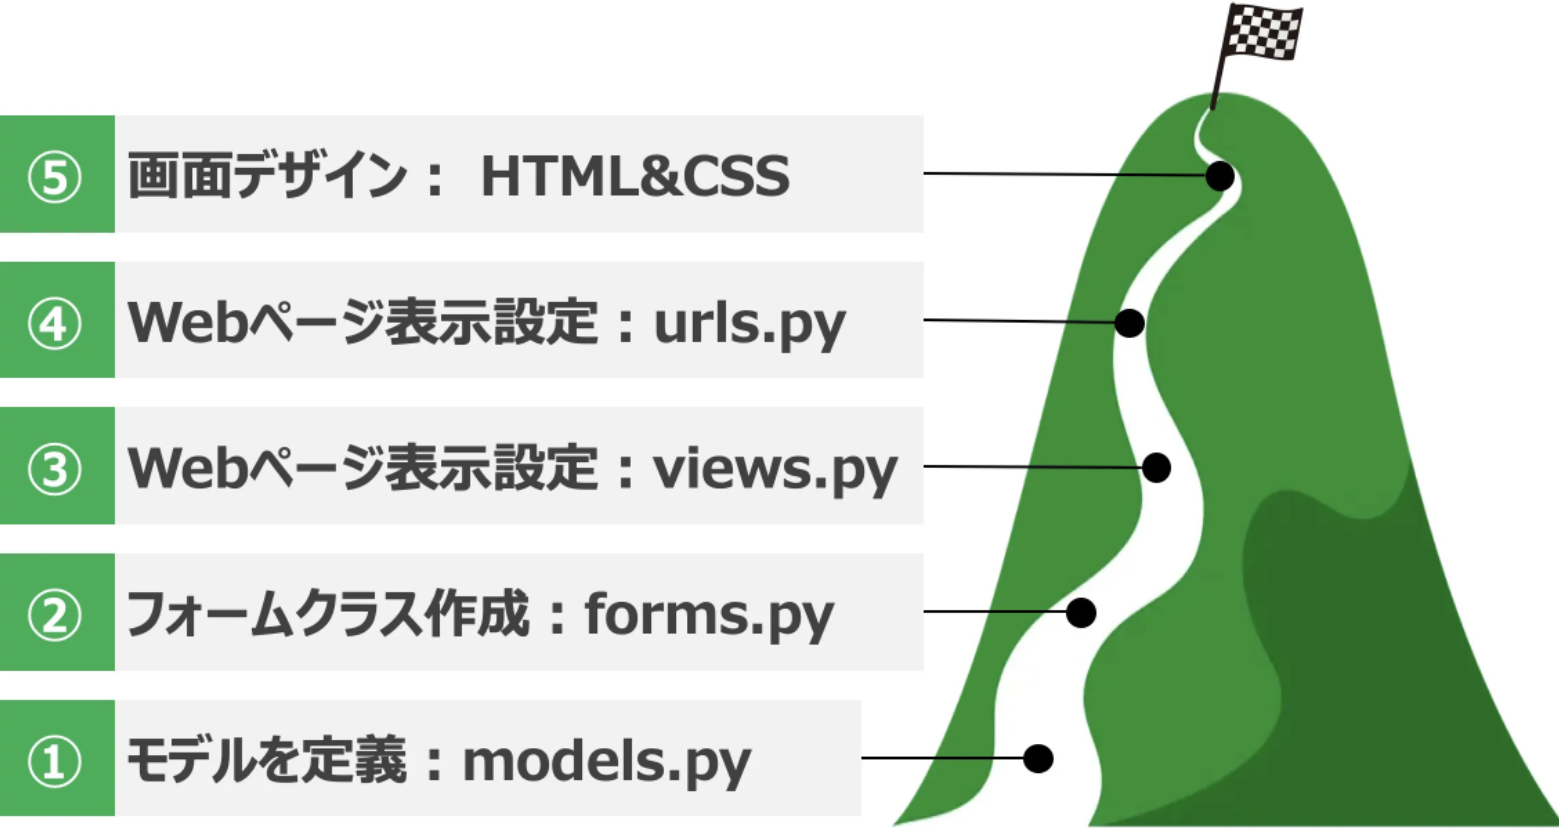 ⑤ 画面デザイン： HTML&CSS
④ Webページ表示設定：urls.py
③ Webページ表示設定：views.py
② フォームクラス作成：forms.py
① モデルを定義：models.py